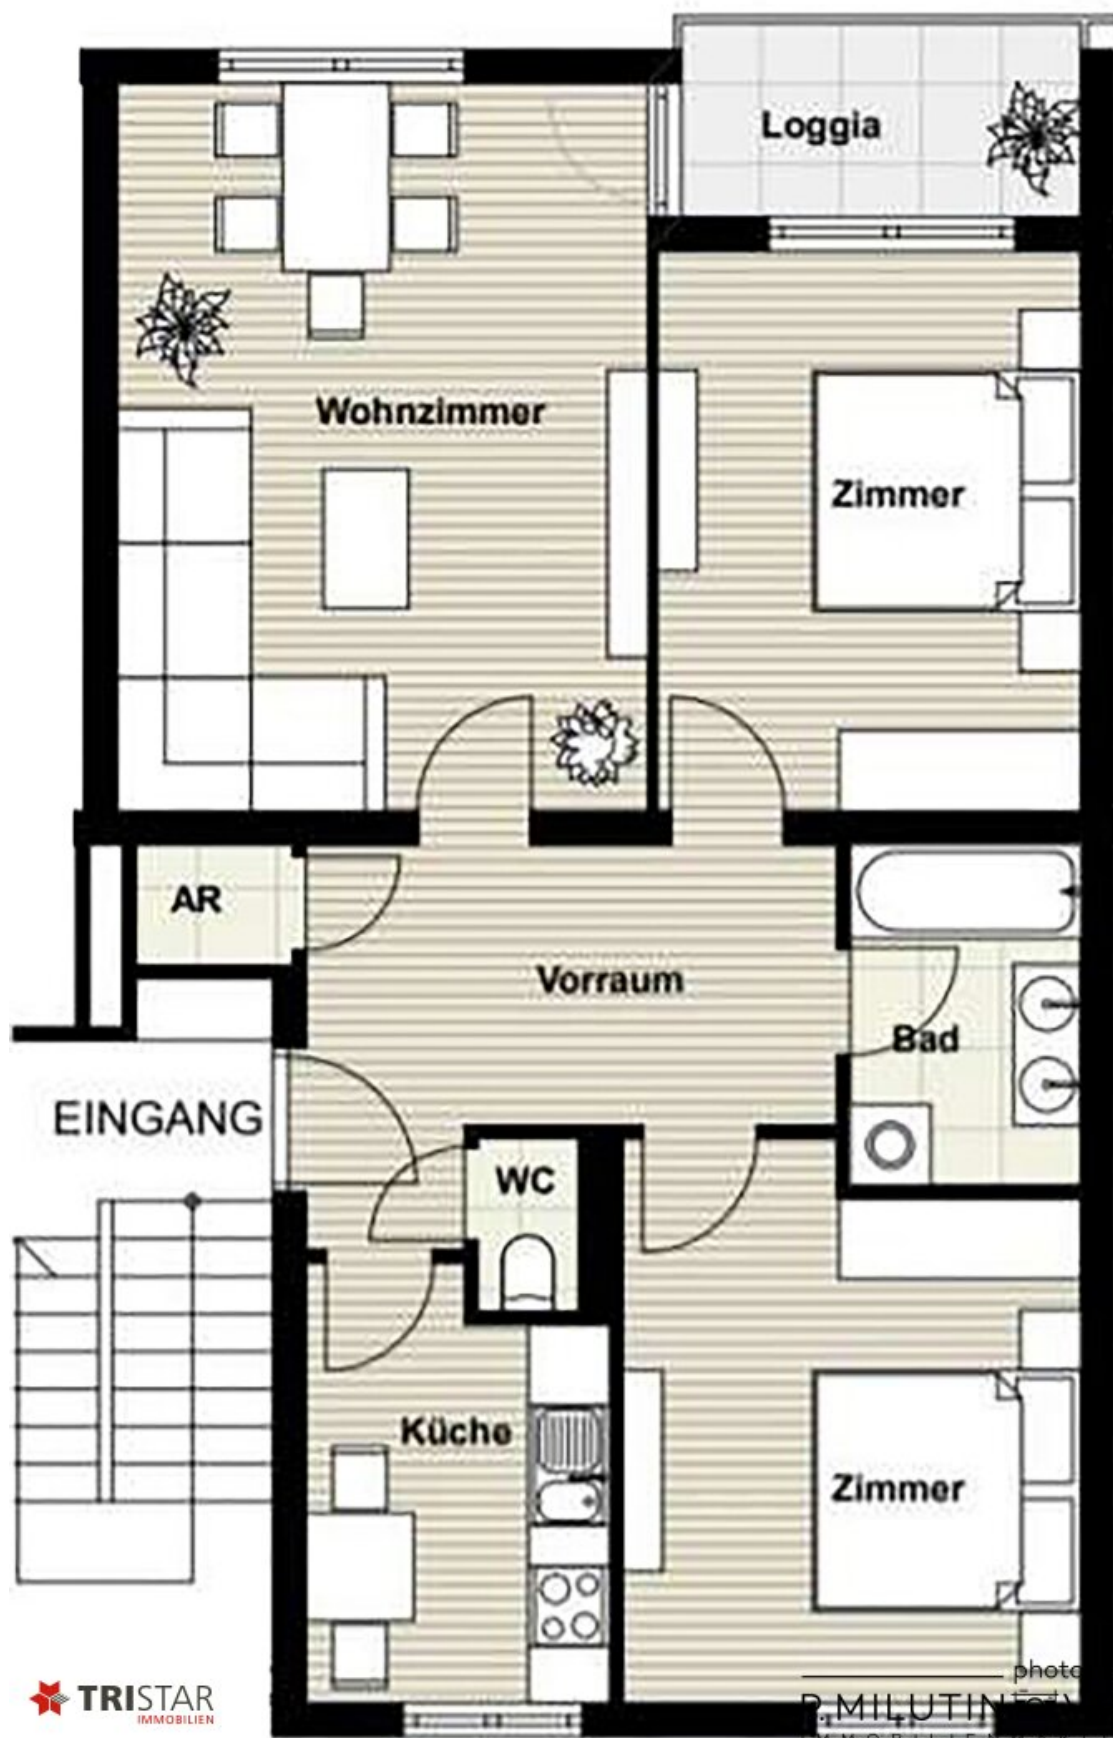 Loggia
Wohnzimmer
Zimmer
AR
Vorraum
Bad
EINGANG
WC
Küche
Zimmer
TRISTAR
IMMOBILIEN
photo
P.MILUTIN